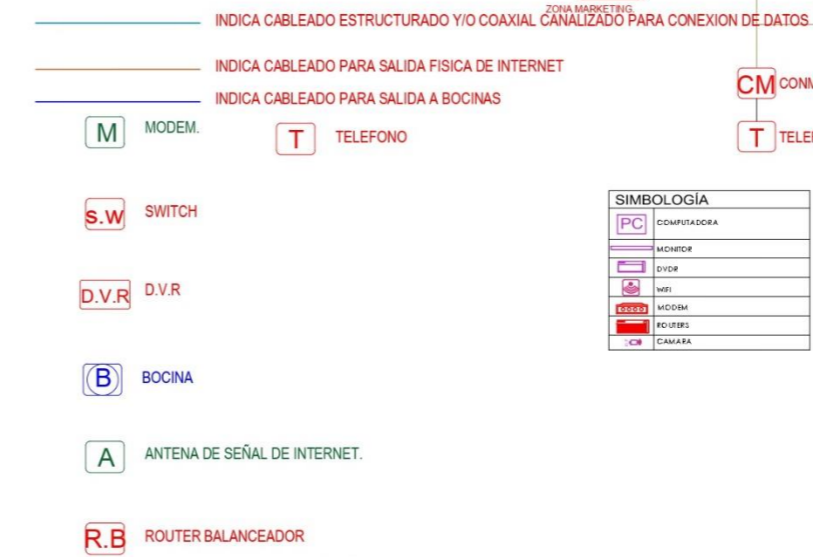 ZONA MARKETING.
INDICA CABLEADO ESTRUCTURADO Y/O COAXIAL CANALIZADO PARA CONEXION DE DATOS.
INDICA CABLEADO PARA SALIDA FISICA DE INTERNET
INDICA CABLEADO PARA SALIDA A BOCINAS
CM
M MODEM.
T TELEFONO
T
S.W SWITCH
D.V.R D.V.R
B BOCINA
A ANTENA DE SEÑAL DE INTERNET.
R.B ROUTER BALANCEADOR
SIMBOLOGÍA
PC COMPUTADORA
MONITOR
DVDR
WIFI
MODEM
ROUTERS
CAMARA